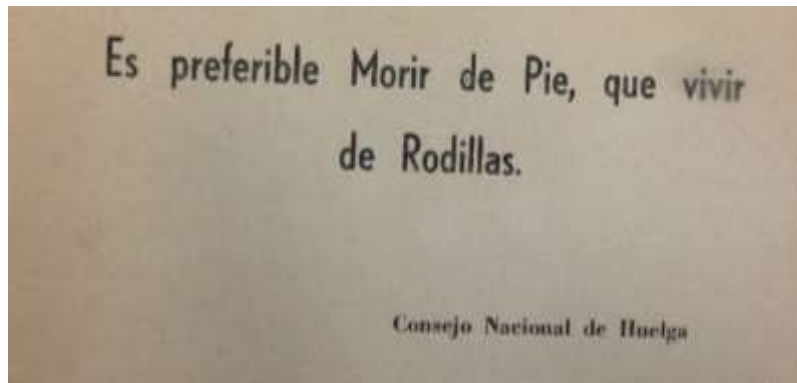 Es preferible Morir de Pie, que vivir
de Rodillas.
Consejo Nacional de Huelga